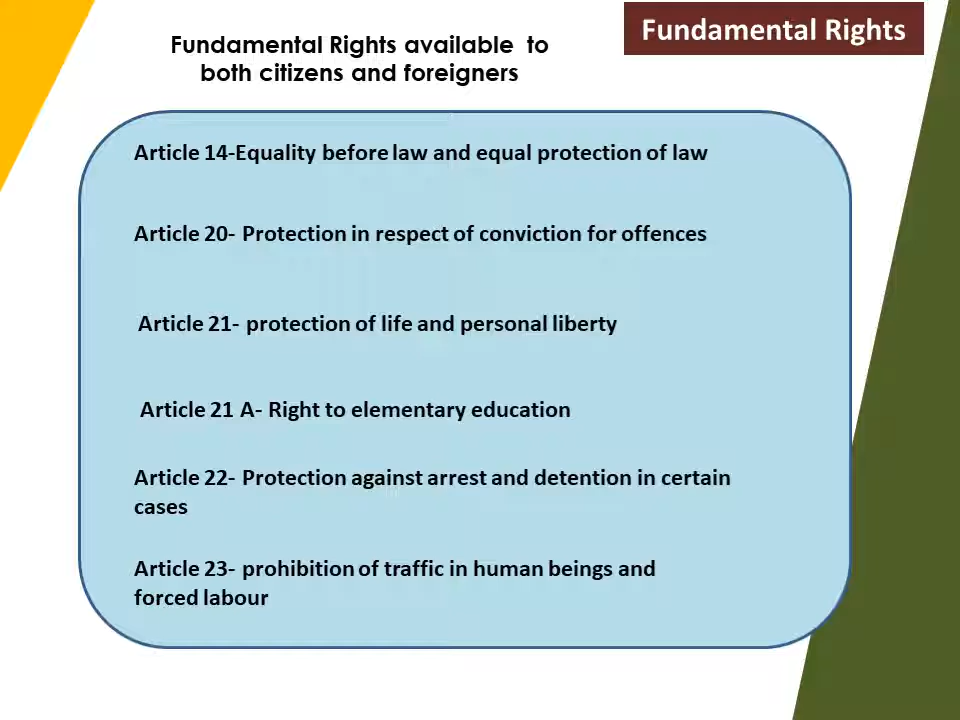 Fundamental Rights
Fundamental Rights available to
both citizens and foreigners
Article 14-Equality before law and equal protection of law
Article 20- Protection in respect of conviction for offences
Article 21- protection of life and personal liberty
Article 21 A- Right to elementary education
Article 22- Protection against arrest and detention in certain
cases
Article 23- prohibition of traffic in human beings and
forced labour